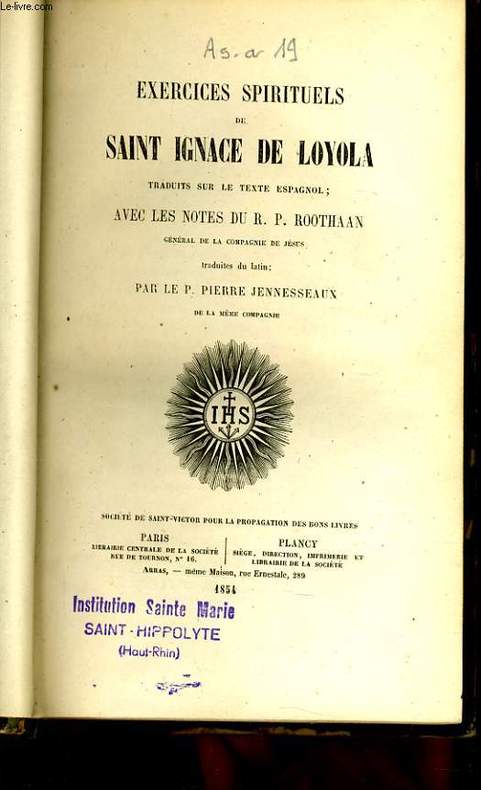 Le-livre.com
As-a 19
EXERCICES SPIRITUELS
DE
SAINT IGNACE DE LOYOLA
TRADUITS SUR LE TEXTE ESPAGNOL;
AVEC LES NOTES DU R. P. ROOTHAAN
GÉNÉRAL DE LA COMPAGNIE DE JÉSUS
traduites du latin;
PAR LE P. PIERRE JENNESSEAUX
DE LA MÊME COMPAGNIE
IHS
SOCIÉTÉ DE SAINT-VICTOR POUR LA PROPAGATION DES BONS LIVRES
PARIS
LIBRAIRIE CENTRALE DE LA SOCIÉTÉ
RUE DE TOURNON, N° 16.
PLANCY
SIÉGE, DIRECTION, IMPRIMERIE ET
LIBRAIRIE DE LA SOCIÉTÉ
ARRAS, — même Maison, rue Ernestale, 289
1854
Institution Sainte Marie
SAINT-HIPPOLYTE
(Haut-Rhin)